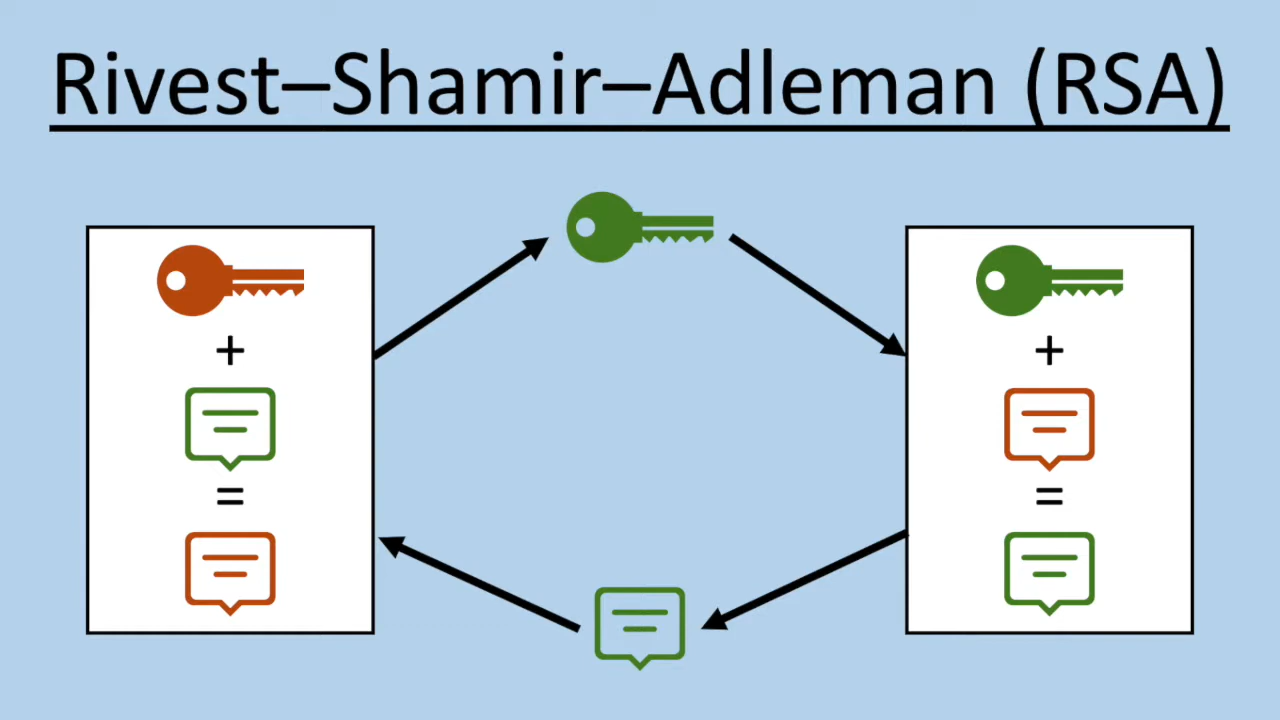 Rivest–Shamir–Adleman (RSA)
+
=
+
=